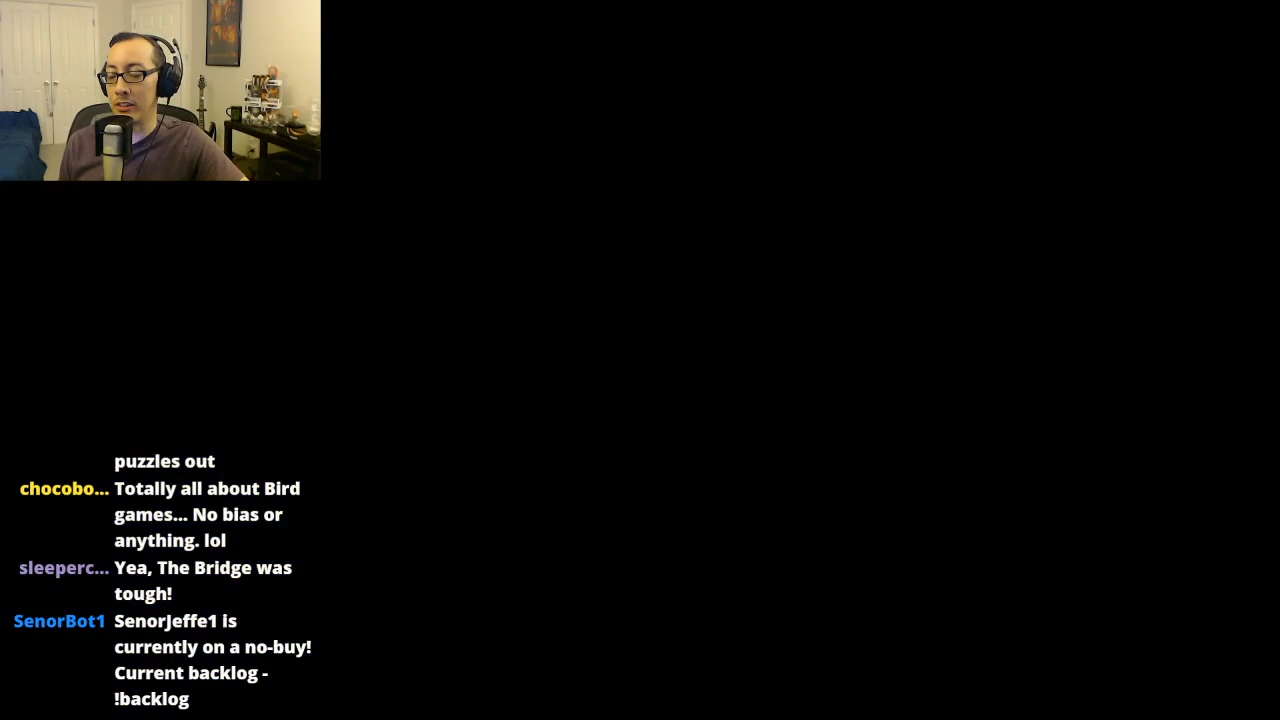 puzzles out
chocobo... Totally all about Bird
games... No bias or
anything. lol
sleeperc... Yea, The Bridge was
tough!
SenorBot1 SenorJeffe1 is
currently on a no-buy!
Current backlog -
!backlog